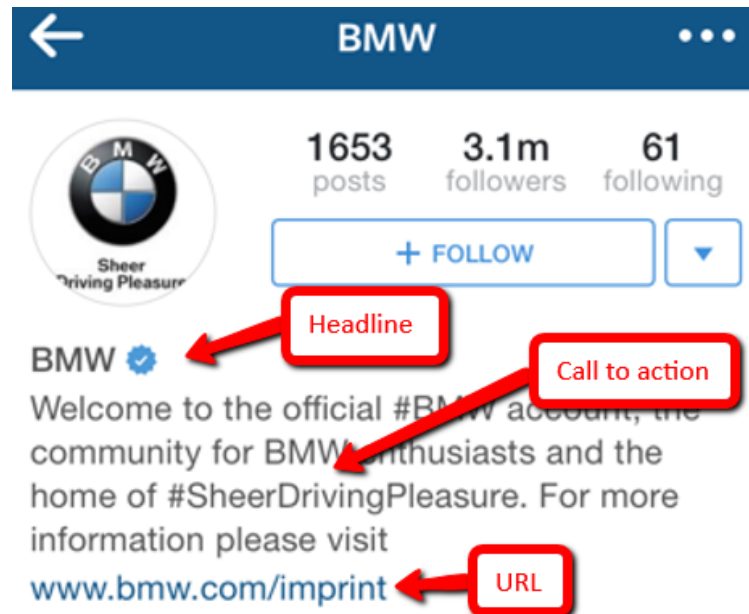 BMW
B M W
Sheer
Driving Pleasure
1653 3.1m 61
posts followers following
+ FOLLOW
Headline
BMW
Call to action
Welcome to the official #BMW account, the
community for BMW enthusiasts and the
home of #SheerDrivingPleasure. For more
information please visit
www.bmw.com/imprint
URL